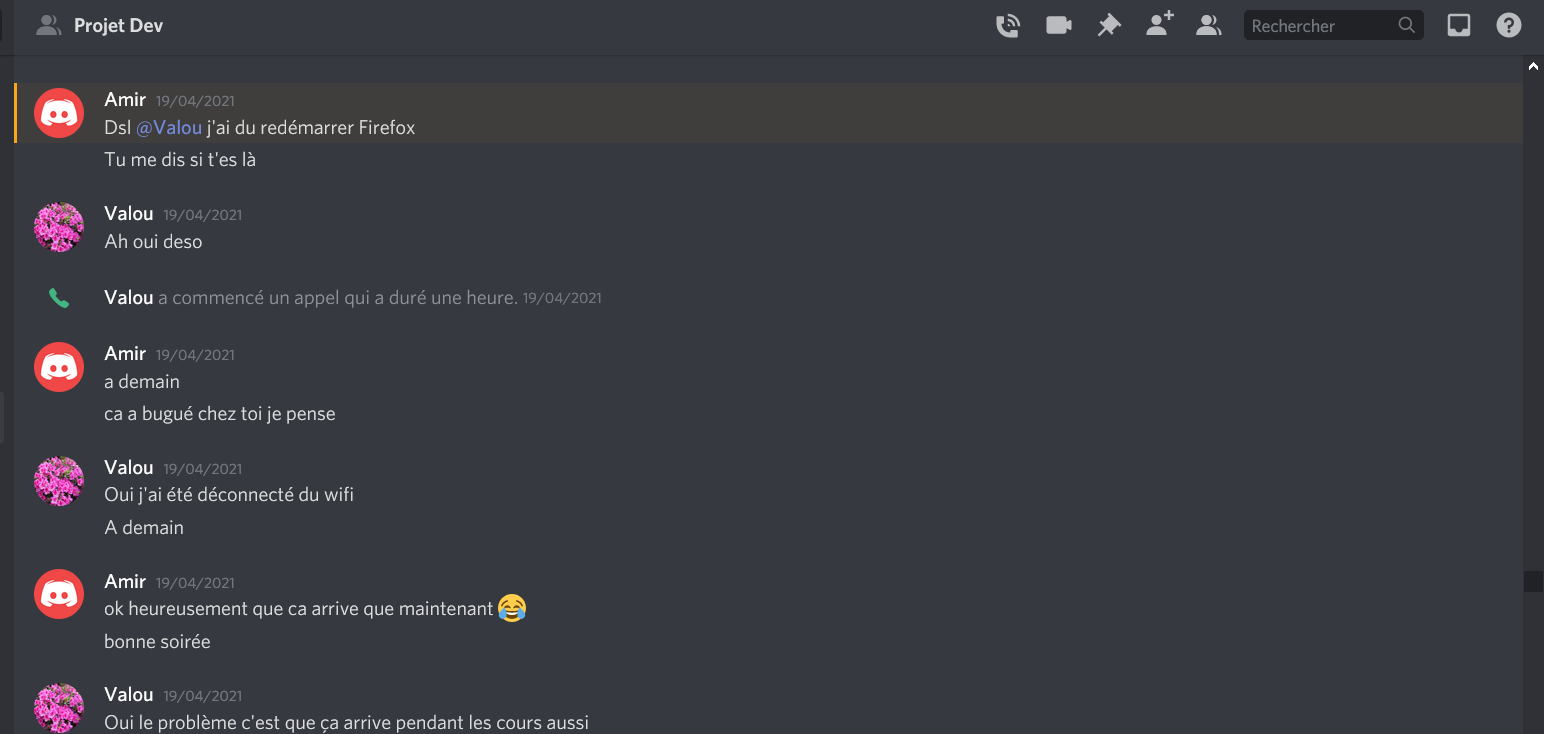 Projet Dev
Rechercher
Amir 19/04/2021
Dsl @Valou j'ai du redémarrer Firefox
Tu me dis si t'es là
Valou 19/04/2021
Ah oui deso
Valou a commencé un appel qui a duré une heure. 19/04/2021
Amir 19/04/2021
a demain
ca a bugué chez toi je pense
Valou 19/04/2021
Oui j'ai été déconnecté du wifi
A demain
Amir 19/04/2021
ok heureusement que ca arrive que maintenant 😂
bonne soirée
Valou 19/04/2021
Oui le problème c'est que ça arrive pendant les cours aussi